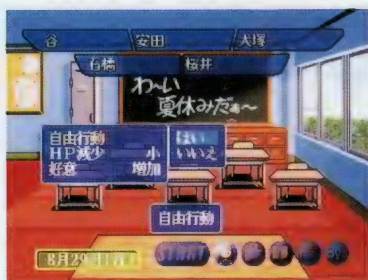 谷 安田 犬塚
石橋 桜井
わ〜い
夏休みだぁ〜
自由行動 はい
HP減少 小 いいえ
好意 増加
自由行動
8月29日
START